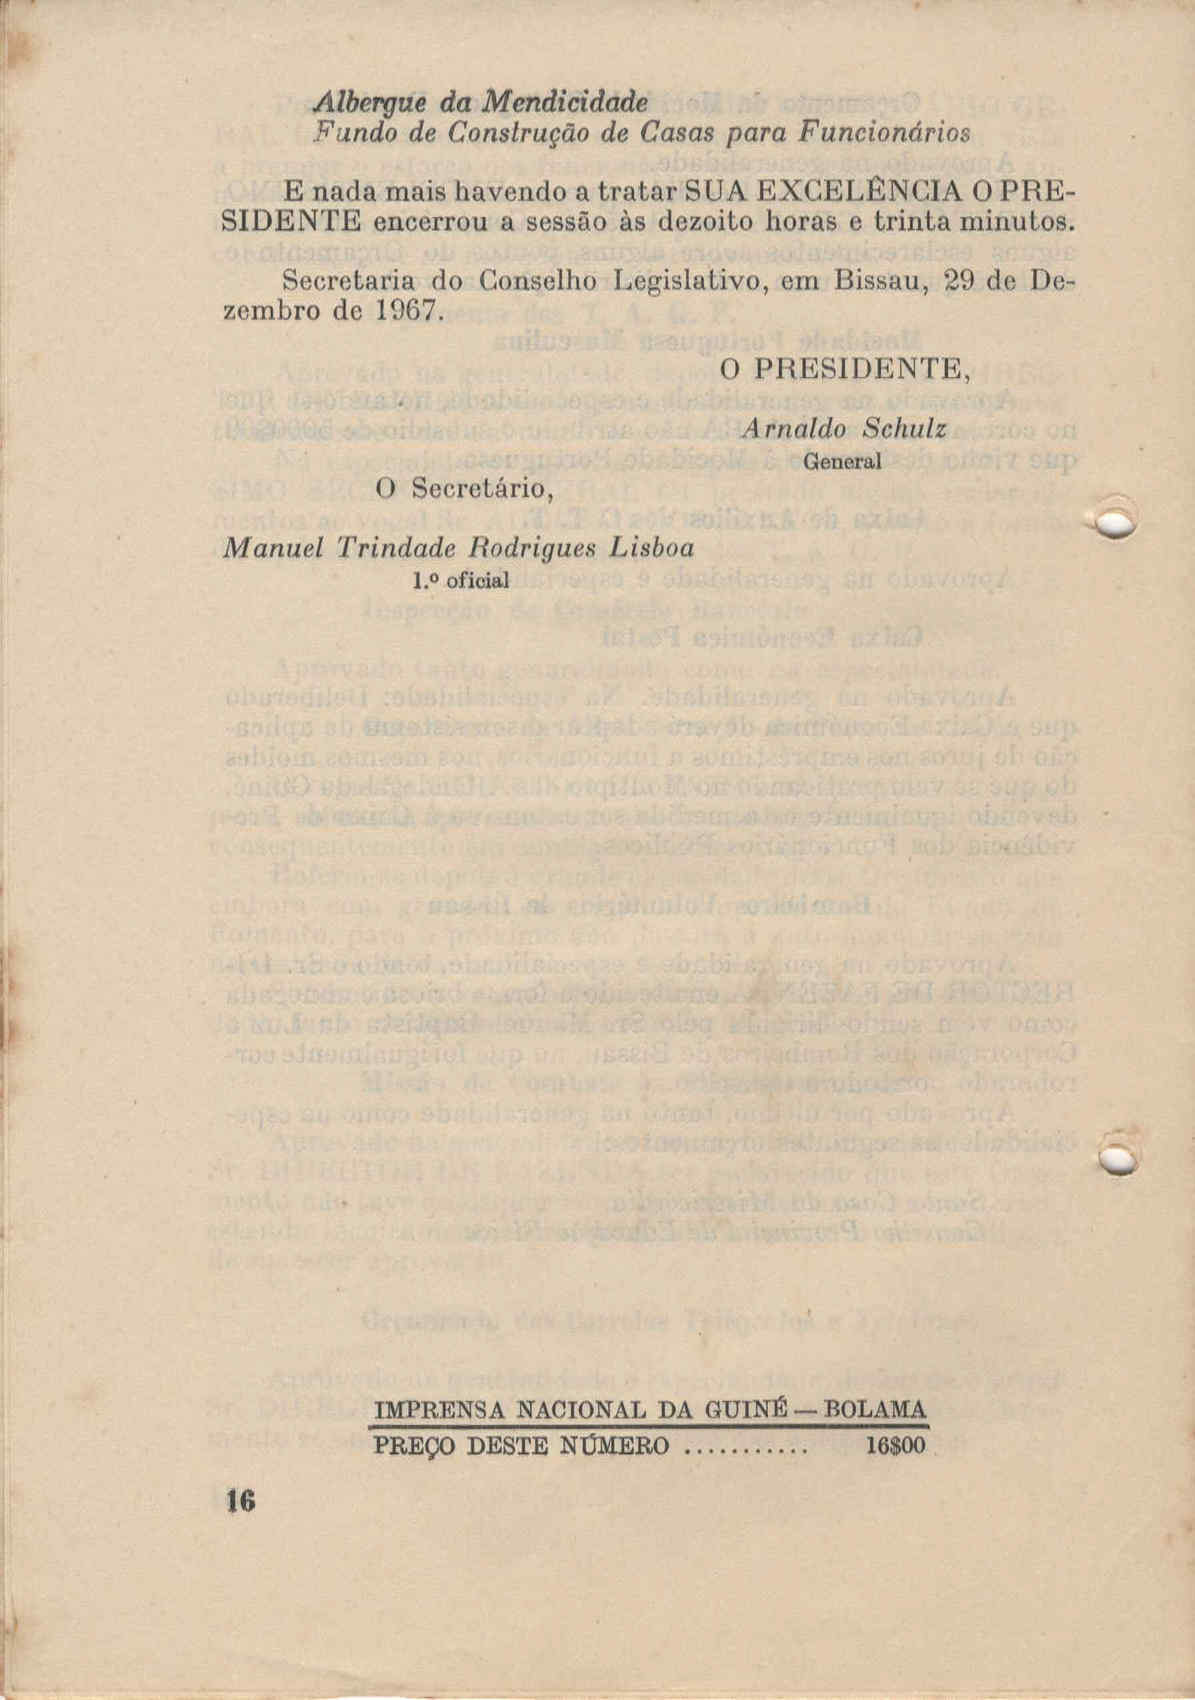 Albergue da Mendicidade
Fundo de Construção de Casas para Funcionários
E nada mais havendo a tratar SUA EXCELÊNCIA O PRE-
SIDENTE encerrou a sessão às dezoito horas e trinta minutos.
Secretaria do Conselho Legislativo, em Bissau, 29 de De-
zembro de 1967.
O PRESIDENTE,
Arnaldo Schulz
General
O Secretário,
Manuel Trindade Rodrigues Lisboa
1.º oficial
IMPRENSA NACIONAL DA GUINÉ — BOLAMA
PREÇO DESTE NÚMERO ........... 16$00
16